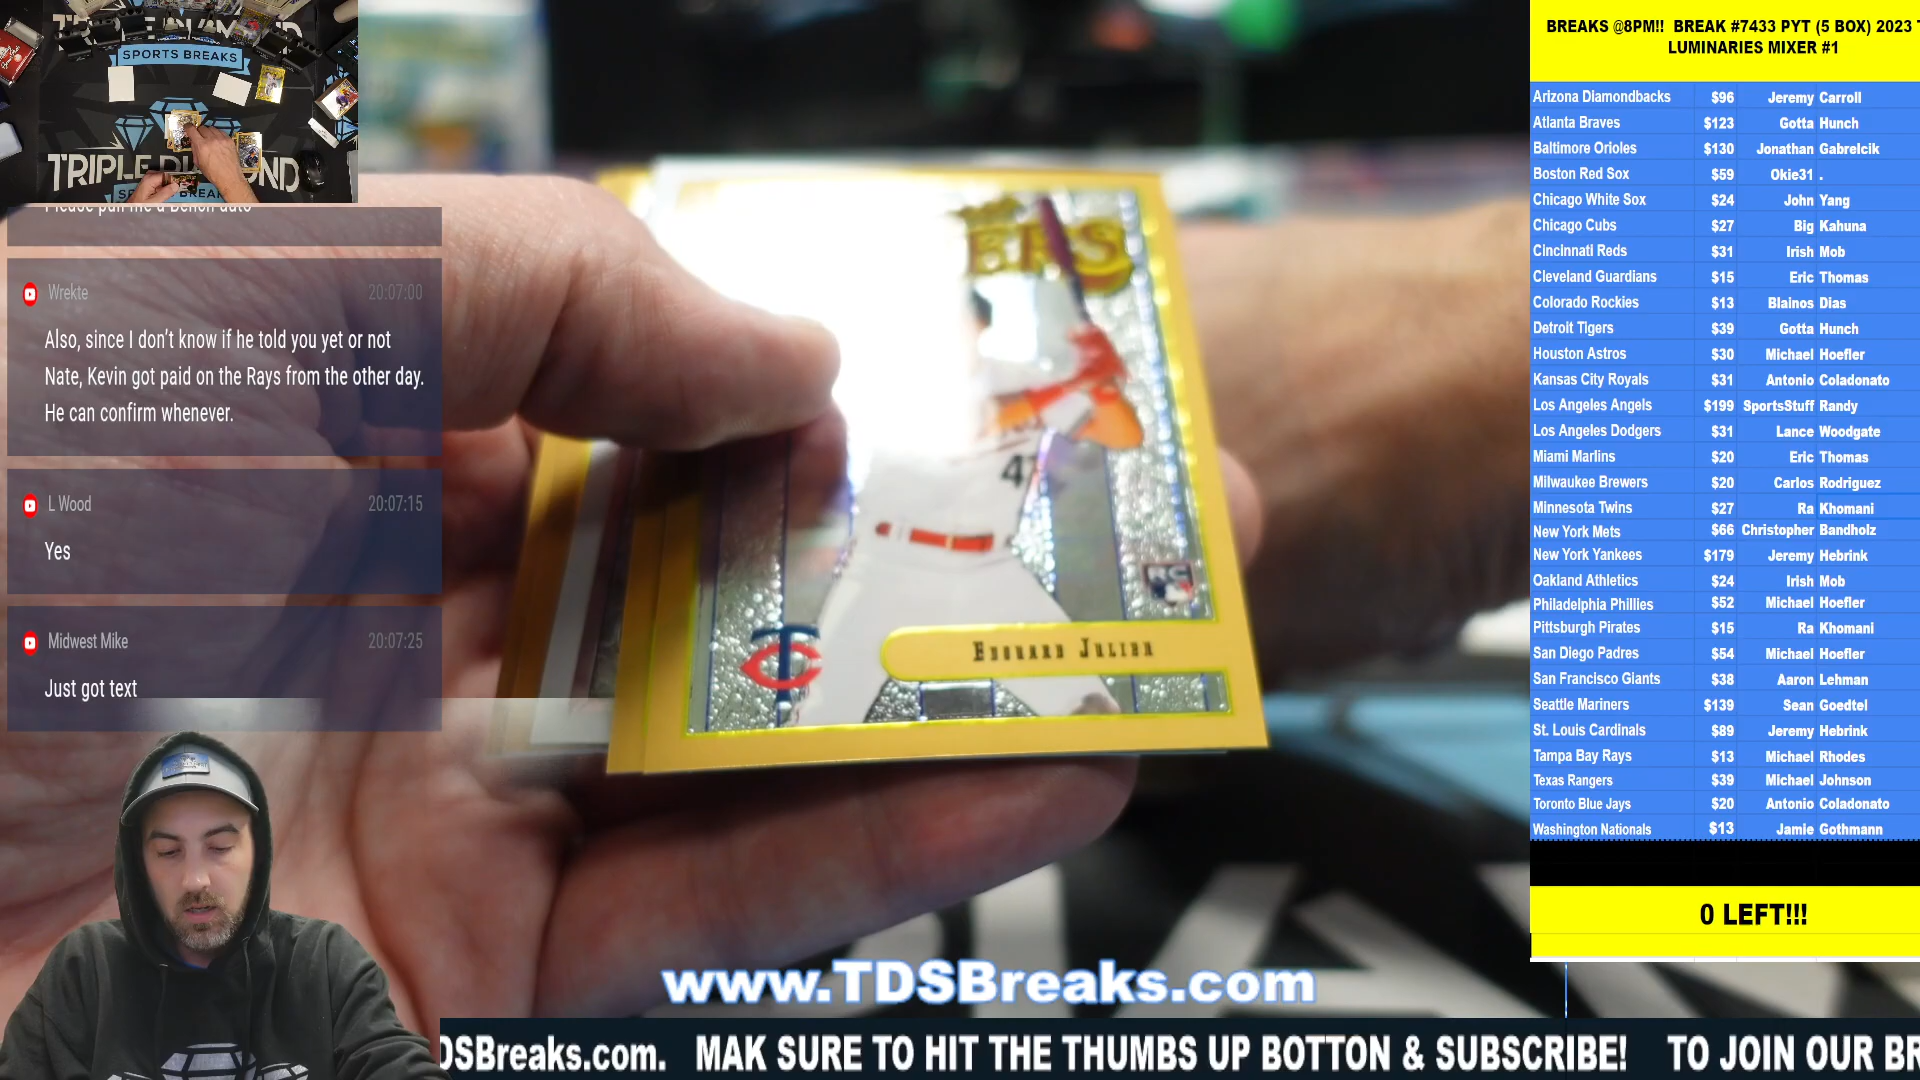 SPORTS BREAKS
TRIPLE DIAMOND
Please pull me a Bench auto
Wrekte 20:07:00
Also, since I don't know if he told you yet or not
Nate, Kevin got paid on the Rays from the other day.
He can confirm whenever.
L Wood 20:07:15
Yes
Midwest Mike 20:07:25
Just got text
ERS
47
RC
TC
Edouard Julien
BREAKS @8PM!! BREAK #7433 PYT (5 BOX) 2023
LUMINARIES MIXER #1
Arizona Diamondbacks $96 Jeremy Carroll
Atlanta Braves $123 Gotta Hunch
Baltimore Orioles $130 Jonathan Gabrelcik
Boston Red Sox $59 Okie31 .
Chicago White Sox $24 John Yang
Chicago Cubs $27 Big Kahuna
Cincinnati Reds $31 Irish Mob
Cleveland Guardians $15 Eric Thomas
Colorado Rockies $13 Blainos Dias
Detroit Tigers $39 Gotta Hunch
Houston Astros $30 Michael Hoefler
Kansas City Royals $31 Antonio Coladonato
Los Angeles Angels $199 SportsStuff Randy
Los Angeles Dodgers $31 Lance Woodgate
Miami Marlins $20 Eric Thomas
Milwaukee Brewers $20 Carlos Rodriguez
Minnesota Twins $27 Ra Khomani
New York Mets $66 Christopher Bandholz
New York Yankees $179 Jeremy Hebrink
Oakland Athletics $24 Irish Mob
Philadelphia Phillies $52 Michael Hoefler
Pittsburgh Pirates $15 Ra Khomani
San Diego Padres $54 Michael Hoefler
San Francisco Giants $38 Aaron Lehman
Seattle Mariners $139 Sean Goedtel
St. Louis Cardinals $89 Jeremy Hebrink
Tampa Bay Rays $13 Michael Rhodes
Texas Rangers $39 Michael Johnson
Toronto Blue Jays $20 Antonio Coladonato
Washington Nationals $13 Jamie Gothmann
0 LEFT!!!
www.TDSBreaks.com
DSBreaks.com. MAK SURE TO HIT THE THUMBS UP BOTTON & SUBSCRIBE! TO JOIN OUR BR